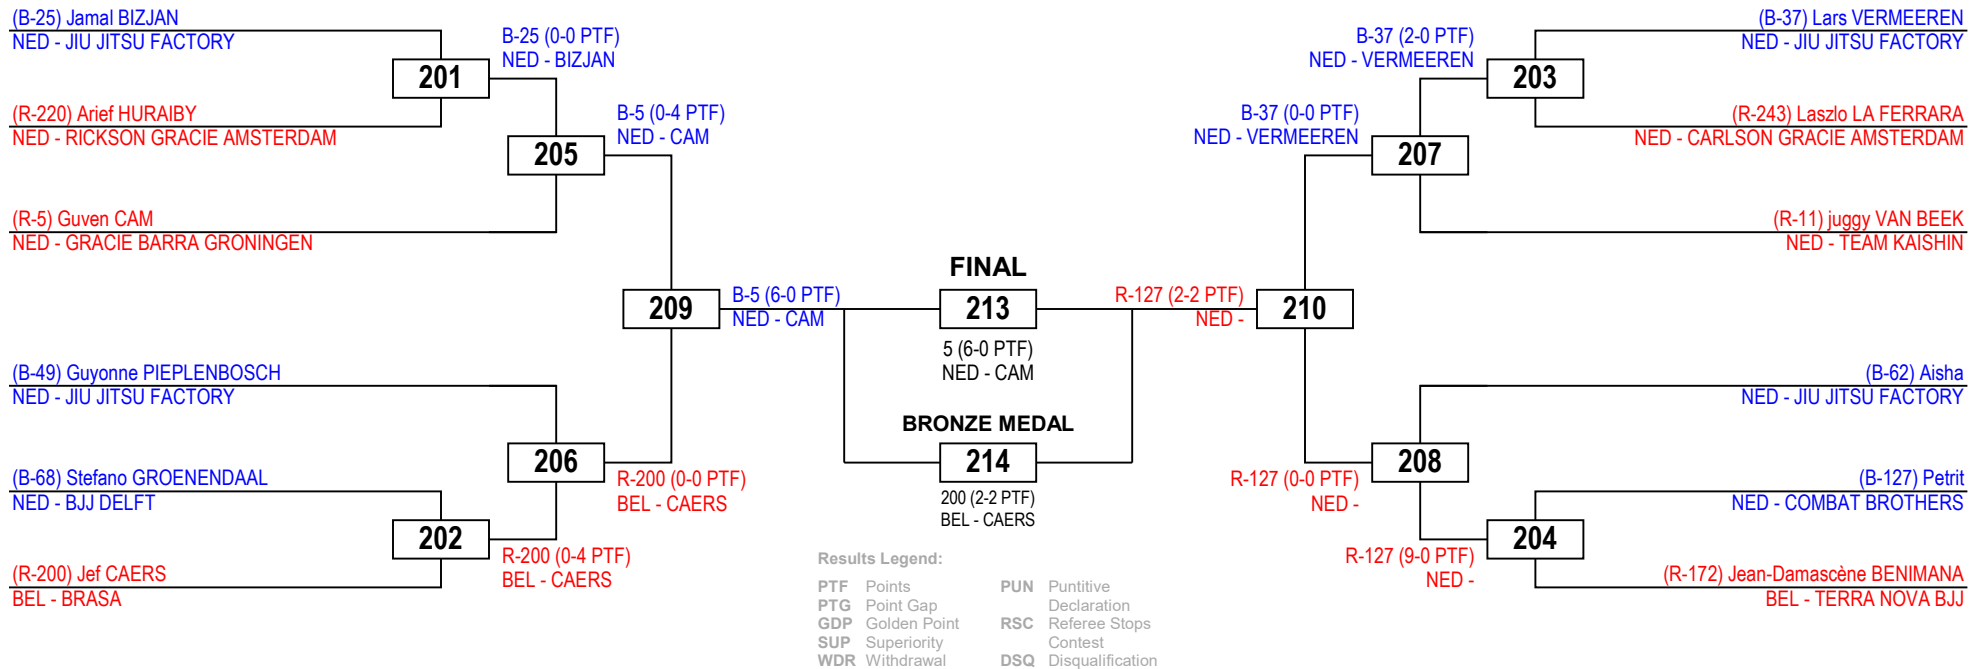 (B-25) Jamal BIZJAN
NED - JIU JITSU FACTORY
201
B-25 (0-0 PTF)
NED - BIZJAN
(R-220) Arief HURAIBY
NED - RICKSON GRACIE AMSTERDAM
205
B-5 (0-4 PTF)
NED - CAM
(R-5) Guven CAM
NED - GRACIE BARRA GRONINGEN
209
B-5 (6-0 PTF)
NED - CAM
(B-49) Guyonne PIEPLENBOSCH
NED - JIU JITSU FACTORY
206
R-200 (0-0 PTF)
BEL - CAERS
(B-68) Stefano GROENENDAAL
NED - BJJ DELFT
202
R-200 (0-4 PTF)
BEL - CAERS
(R-200) Jef CAERS
BEL - BRASA
FINAL
213
5 (6-0 PTF)
NED - CAM
BRONZE MEDAL
214
200 (2-2 PTF)
BEL - CAERS
(B-37) Lars VERMEEREN
NED - JIU JITSU FACTORY
B-37 (2-0 PTF)
NED - VERMEEREN
203
(R-243) Laszlo LA FERRARA
NED - CARLSON GRACIE AMSTERDAM
B-37 (0-0 PTF)
NED - VERMEEREN
207
(R-11) juggy VAN BEEK
NED - TEAM KAISHIN
R-127 (2-2 PTF)
NED -
210
(B-62) Aisha
NED - JIU JITSU FACTORY
R-127 (0-0 PTF)
NED -
208
(B-127) Petrit
NED - COMBAT BROTHERS
R-127 (9-0 PTF)
NED -
204
(R-172) Jean-Damascène BENIMANA
BEL - TERRA NOVA BJJ
Results Legend:
PTF Points
PTG Point Gap
GDP Golden Point
SUP Superiority
WDR Withdrawal
PUN Puntitive
Declaration
RSC Referee Stops
Contest
DSQ Disqualification